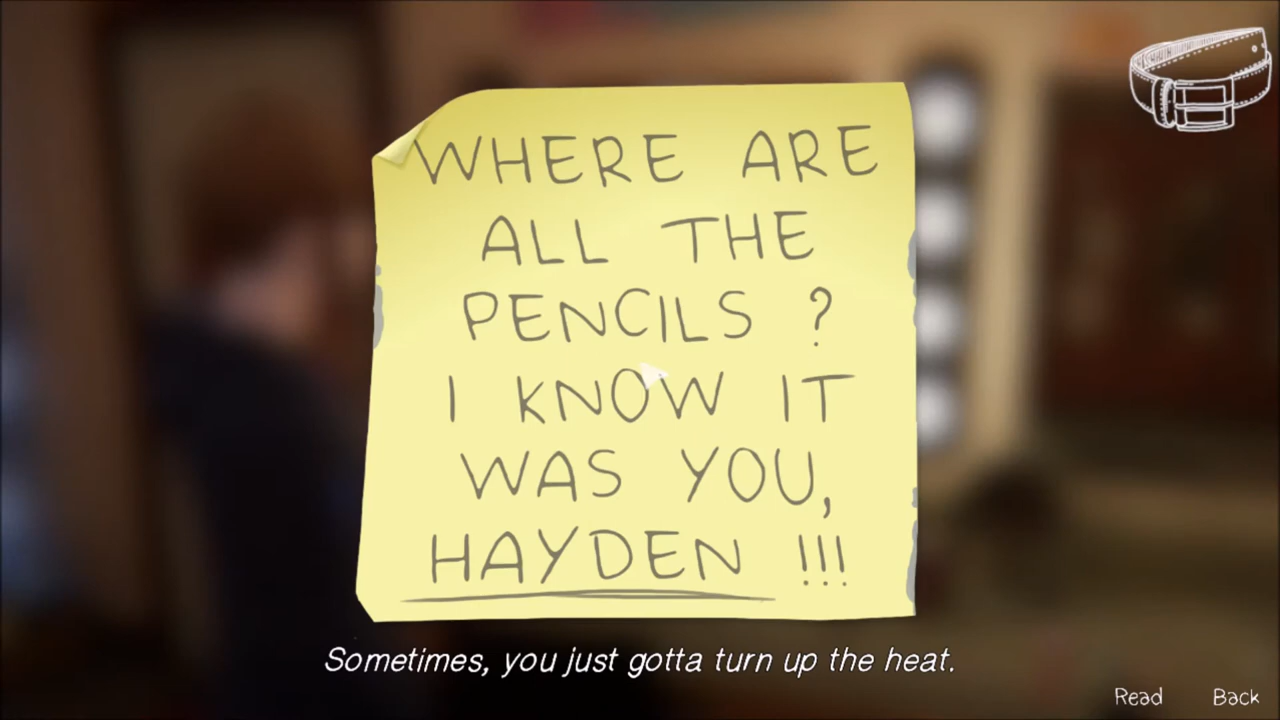 WHERE ARE
ALL THE
PENCILS ?
I KNOW IT
WAS YOU,
HAYDEN !!!
Sometimes, you just gotta turn up the heat.
Read Back